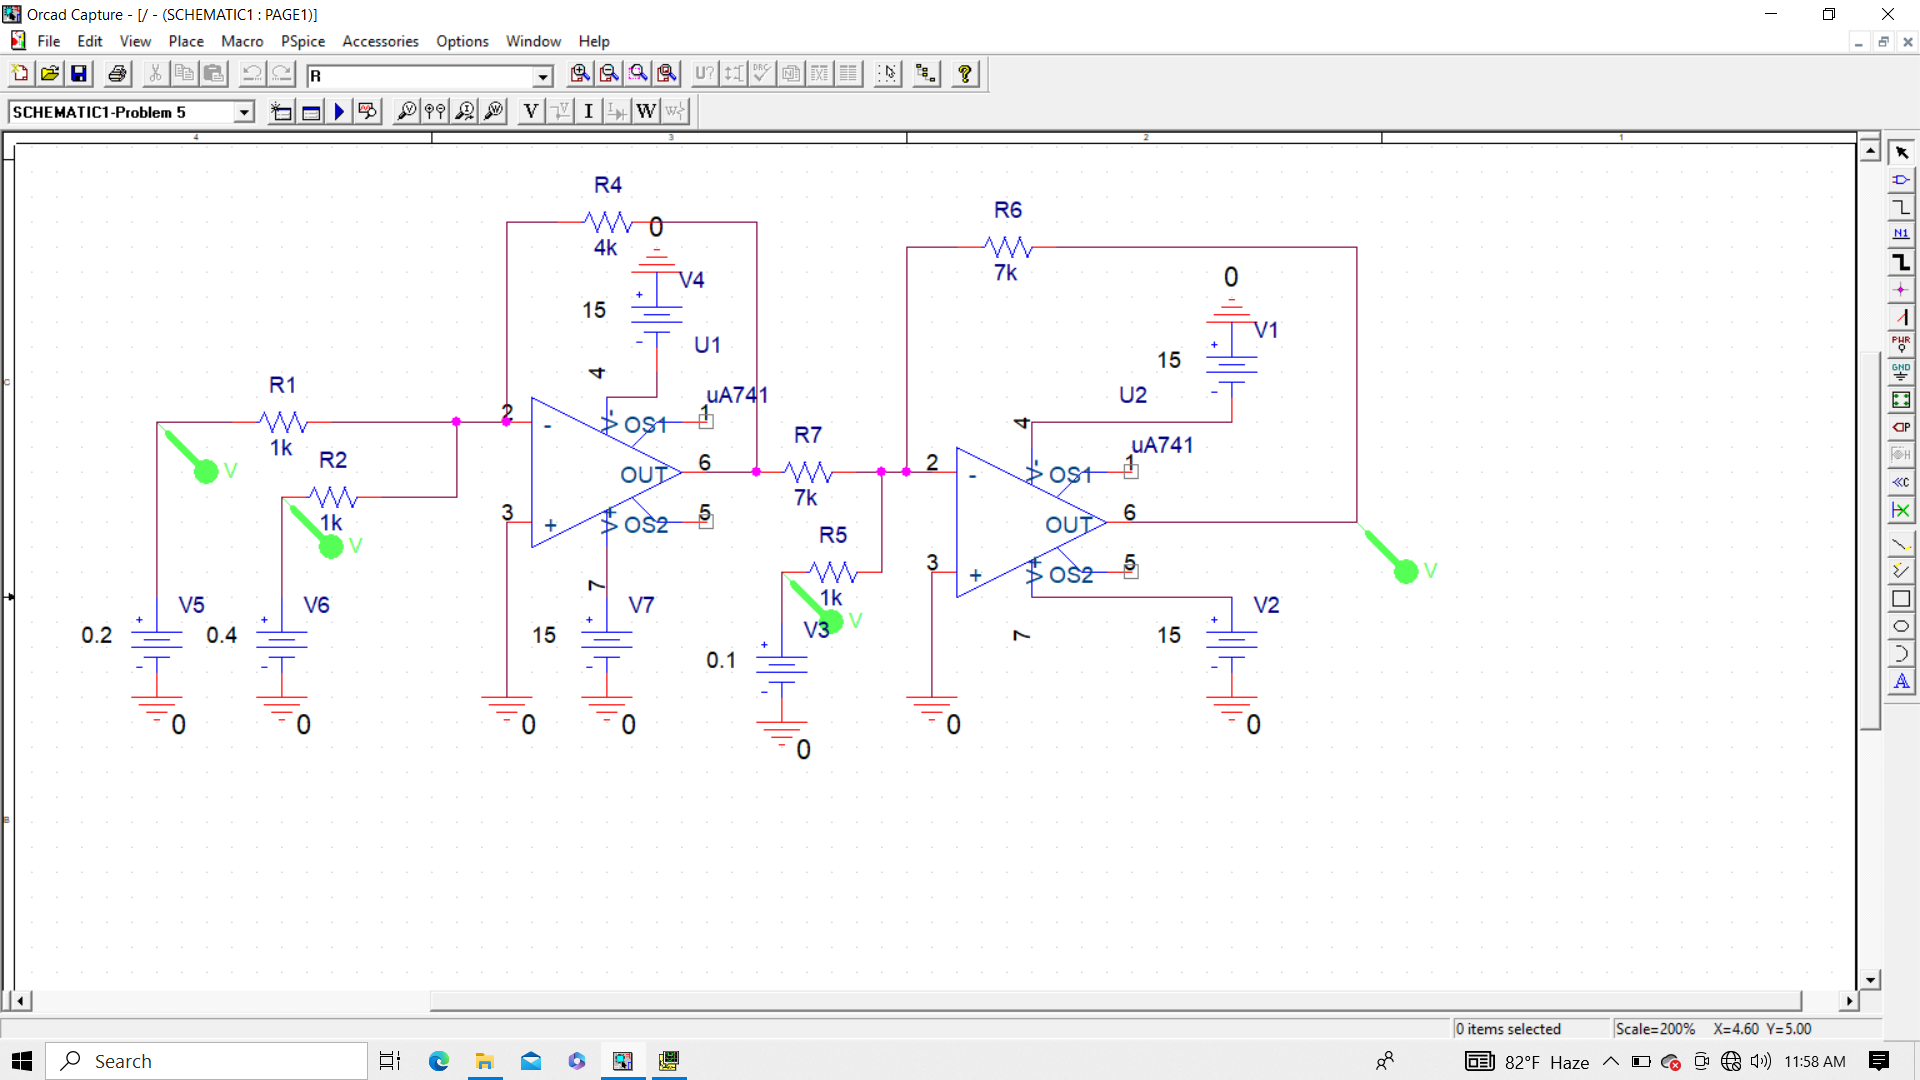 Orcad Capture - [/ - (SCHEMATIC1 : PAGE1)]
File Edit View Place Macro PSpice Accessories Options Window Help
R
U?
DRC
SCHEMATIC1-Problem 5
V I W
4 3 2 1
R4
4k
0
R6
7k
0
V4
15
V1
15
U1
4
uA741
R1
1k
2
-
V-
OS1
1
U2
4
uA741
R2
1k
V
OUT
6
R7
7k
2
-
V-
OS1
1
3
+
V+
OS2
5
V
R5
1k
OUT
6
3
+
V+
OS2
5
V
7
V5
0.2
V6
0.4
V7
15
V3
0.1
V
7
V2
15
0
0
0
0
0
0
0
C
B
N1
PWR
GND
A
0 items selected
Scale=200% X=4.60 Y=5.00
Search
82°F Haze
11:58 AM